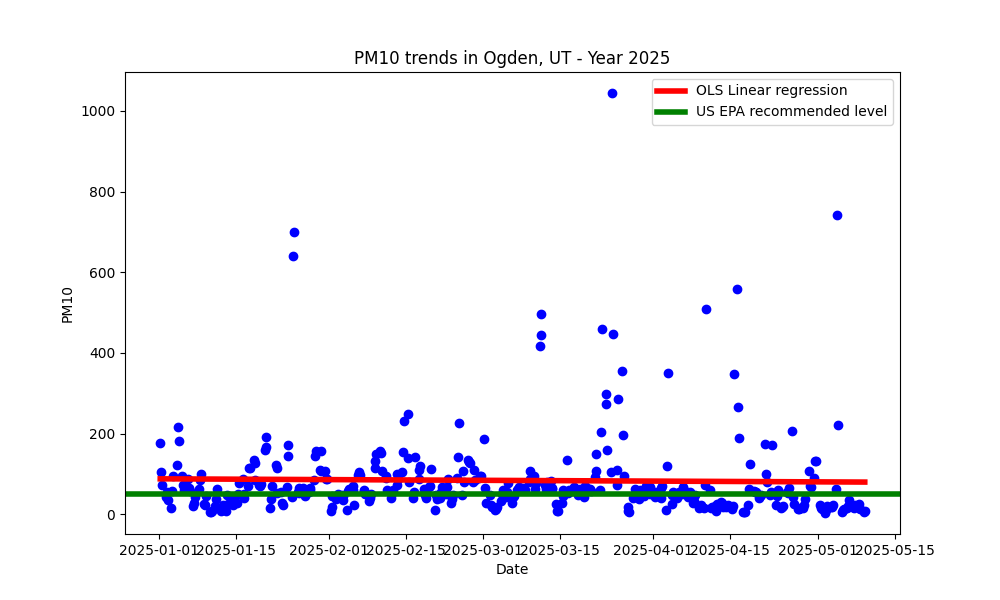 PM10 trends in Ogden, UT - Year 2025
OLS Linear regression
US EPA recommended level
1000
800
600
400
200
0
PM10
2025-01-01 2025-01-15 2025-02-01 2025-02-15 2025-03-01 2025-03-15 2025-04-01 2025-04-15 2025-05-01 2025-05-15
Date